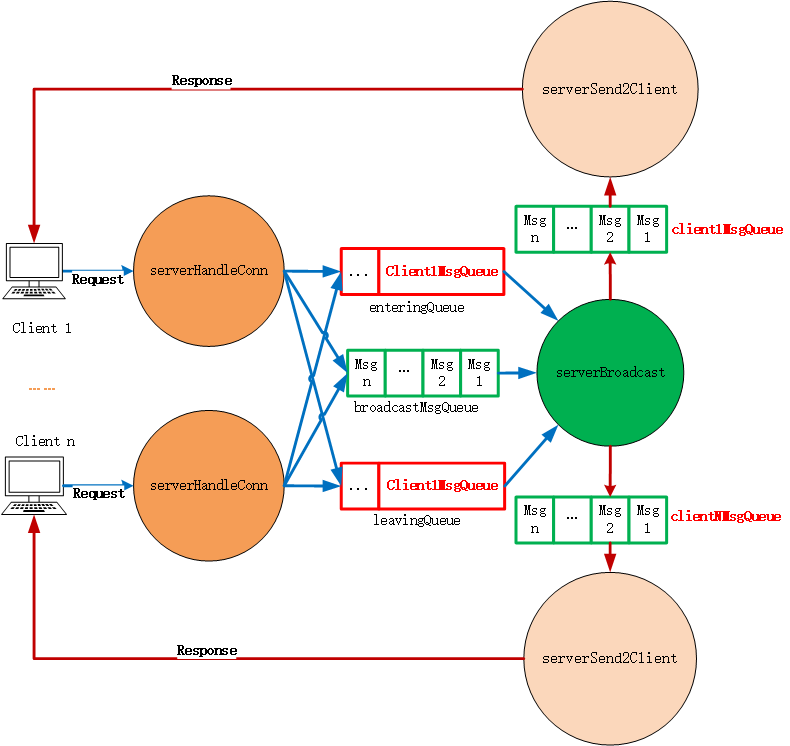 Response
serverSend2Client
Msg
n
...
Msg
2
Msg
1
client1MsgQueue
serverHandleConn
Request
Client 1
...
Client1MsgQueue
enteringQueue
Msg
n
...
Msg
2
Msg
1
broadcastMsgQueue
serverBroadcast
Client n
serverHandleConn
Request
...
Client1MsgQueue
leavingQueue
Msg
n
...
Msg
2
Msg
1
clientNMsgQueue
Response
serverSend2Client